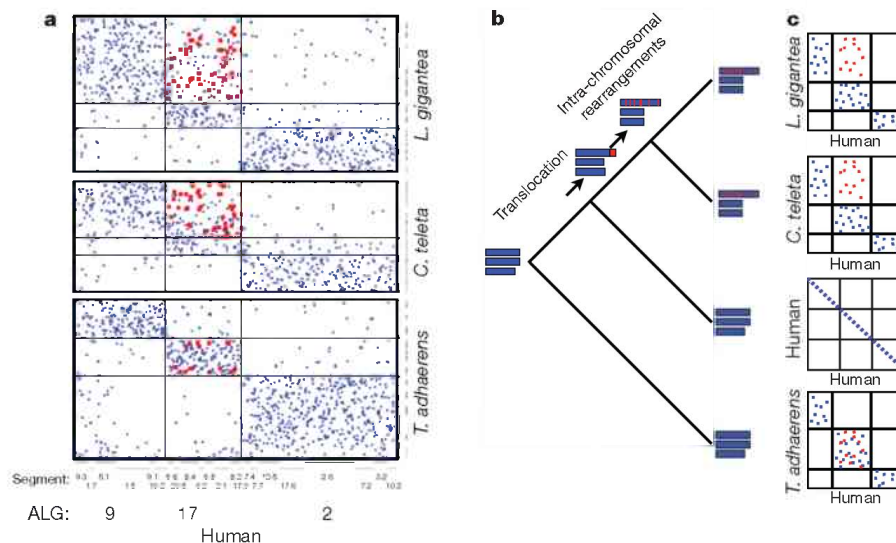 a
L. gigantea
C. teleta
T. adhaerens
Segment:
ALG: 9 17 2
Human
b
Translocation
Intra-chromosomal
rearrangements
c
L. gigantea
Human
C. teleta
Human
Human
Human
T. adhaerens
Human